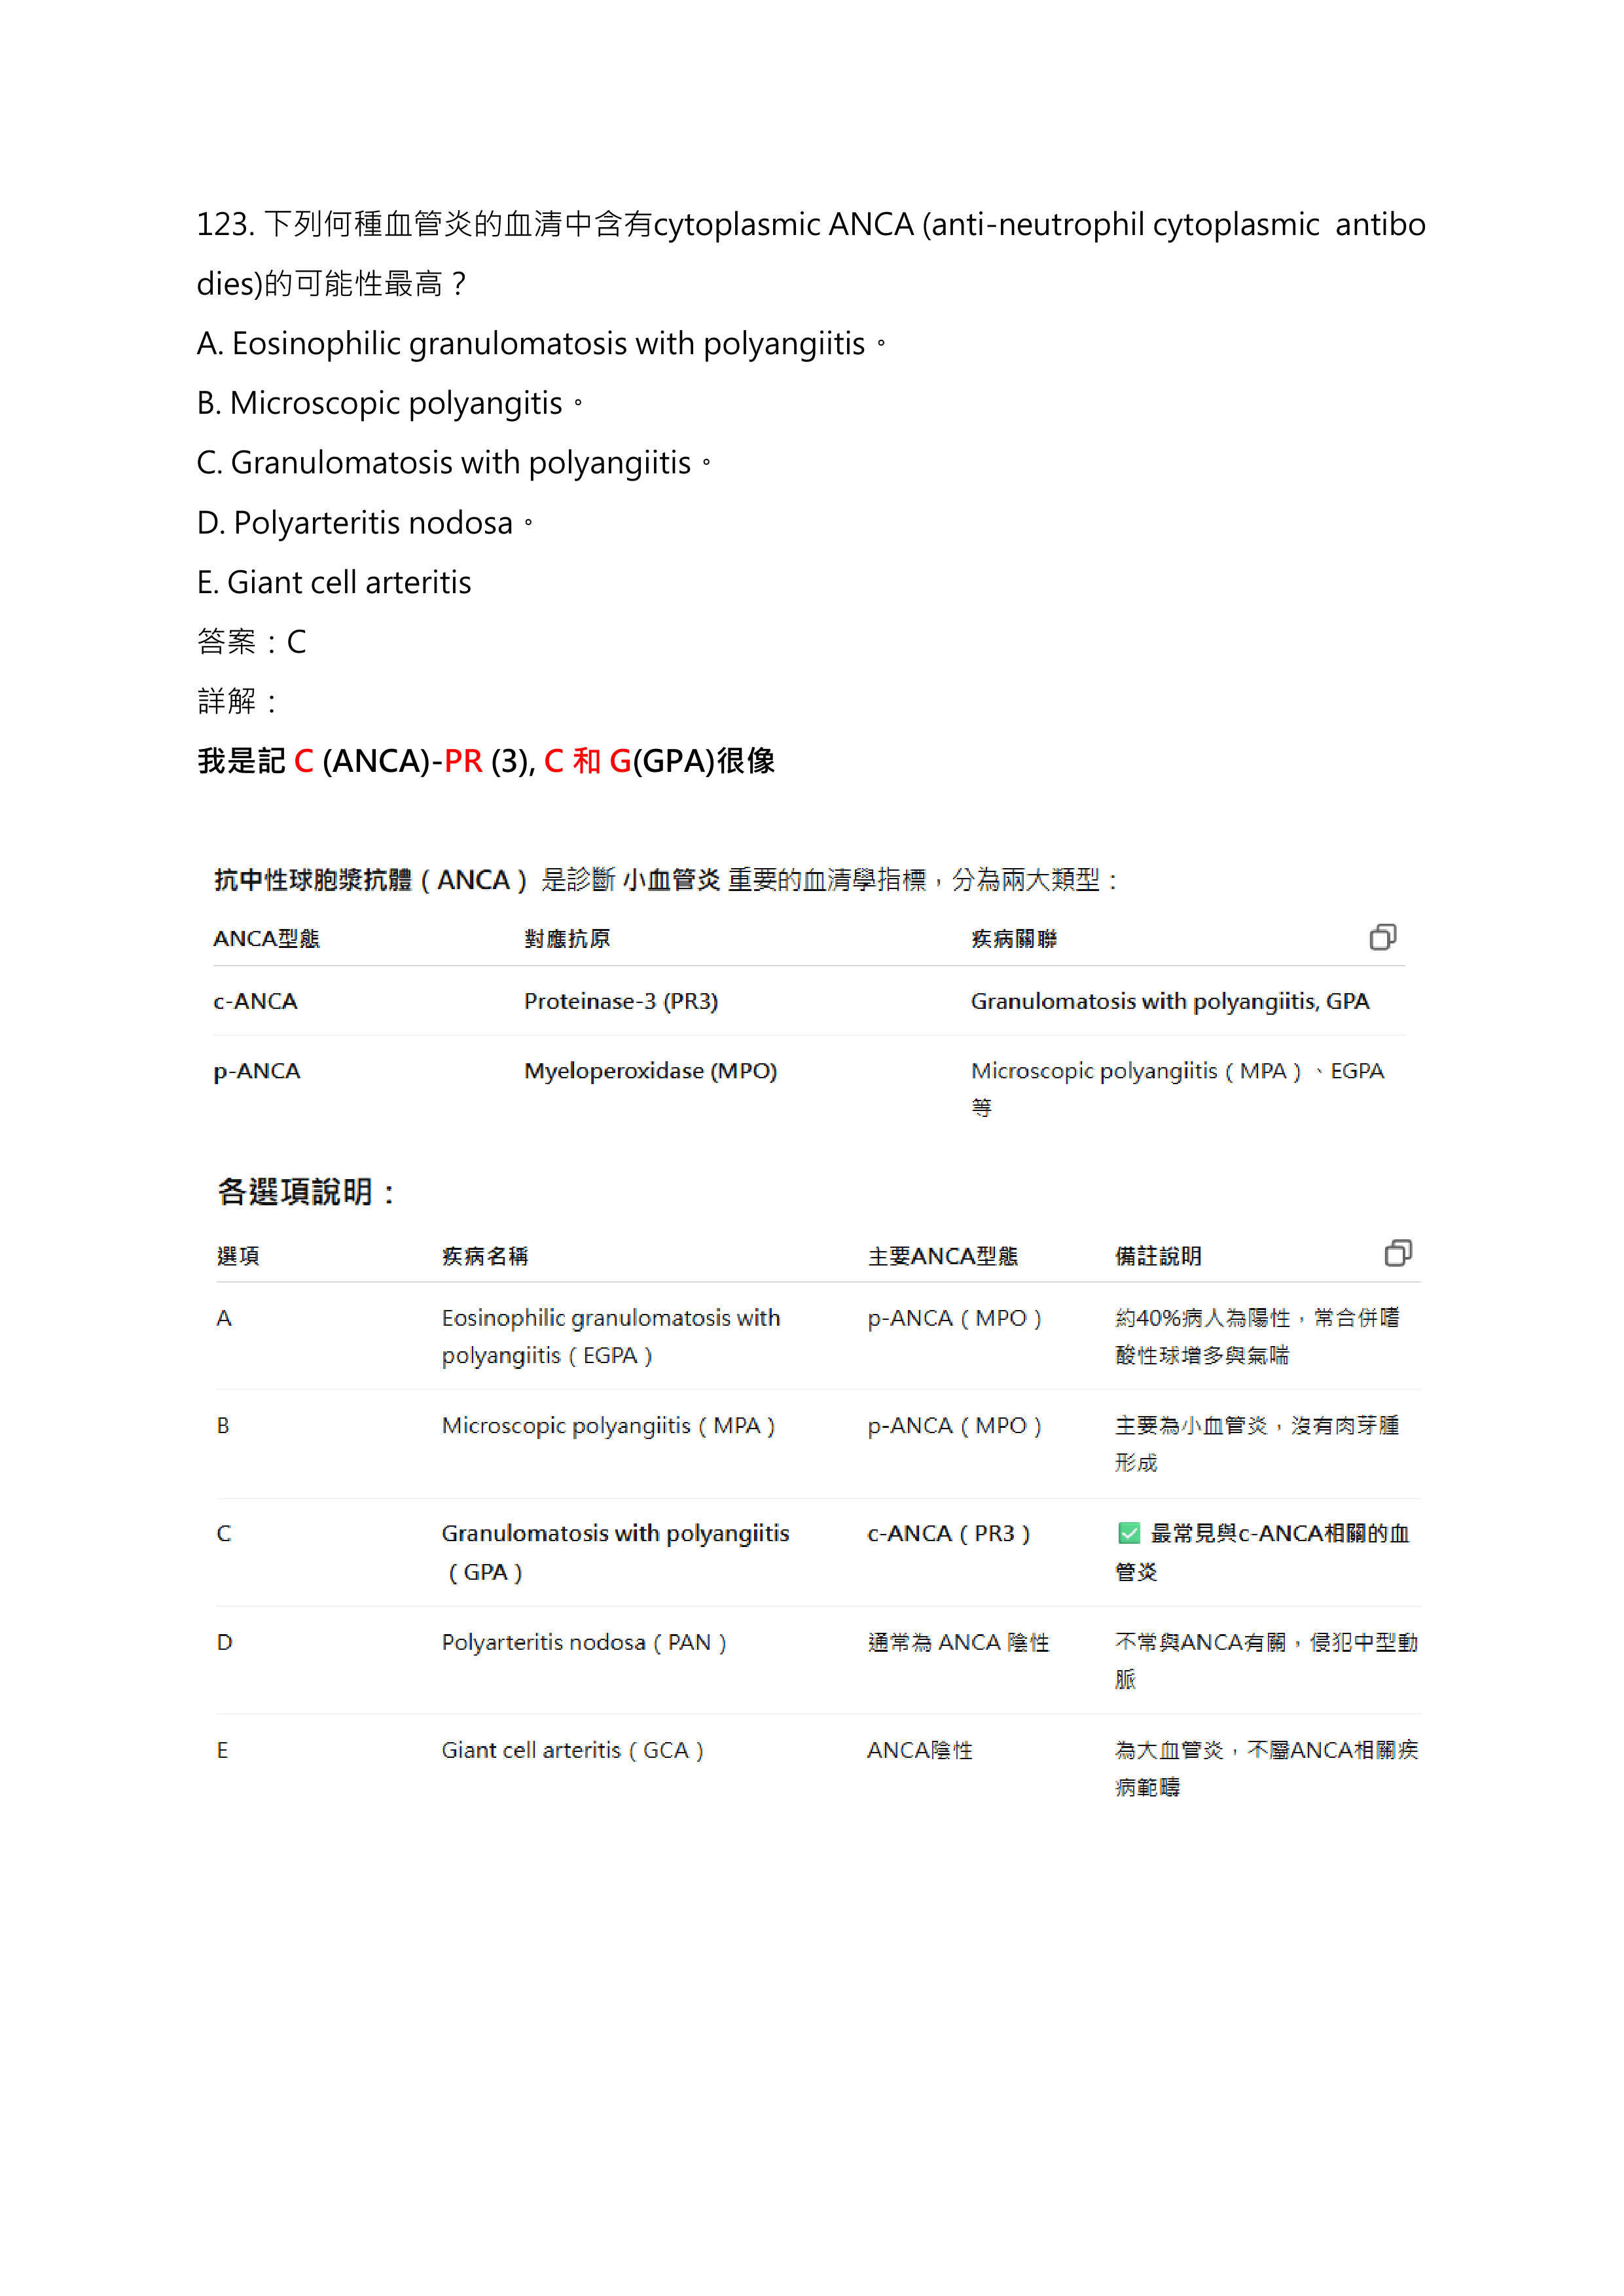 123. 下列何種血管炎的血清中含有cytoplasmic ANCA (anti-neutrophil cytoplasmic antibo
dies)的可能性最高？
A. Eosinophilic granulomatosis with polyangiitis。
B. Microscopic polyangitis。
C. Granulomatosis with polyangiitis。
D. Polyarteritis nodosa。
E. Giant cell arteritis
答案：C
詳解：
我是記 C (ANCA)-PR (3), C 和 G(GPA)很像
抗中性球胞漿抗體（ANCA） 是診斷 小血管炎 重要的血清學指標，分為兩大類型：
ANCA型態 對應抗原 疾病關聯
c-ANCA Proteinase-3 (PR3) Granulomatosis with polyangiitis, GPA
p-ANCA Myeloperoxidase (MPO) Microscopic polyangiitis（MPA）、EGPA
等
各選項說明：
選項 疾病名稱 主要ANCA型態 備註說明
A Eosinophilic granulomatosis with p-ANCA（MPO） 約40%病人為陽性，常合併嗜
polyangiitis（EGPA） 酸性球增多與氣喘
B Microscopic polyangiitis（MPA） p-ANCA（MPO） 主要為小血管炎，沒有肉芽腫
形成
C Granulomatosis with polyangiitis c-ANCA（PR3） ✅ 最常見與c-ANCA相關的血
（GPA） 管炎
D Polyarteritis nodosa（PAN） 通常為 ANCA 陰性 不常與ANCA有關，侵犯中型動
脈
E Giant cell arteritis（GCA） ANCA陰性 為大血管炎，不屬ANCA相關疾
病範疇